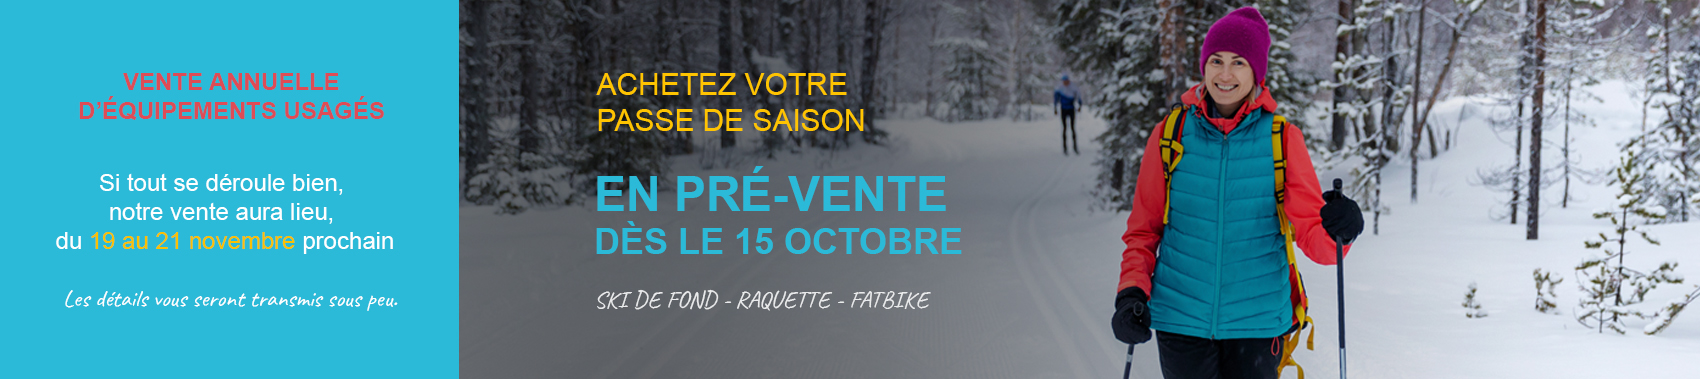 VENTE ANNUELLE
D'ÉQUIPEMENTS USAGÉS
Si tout se déroule bien,
notre vente aura lieu,
du 19 au 21 novembre prochain
Les détails vous seront transmis sous peu.
ACHETEZ VOTRE
PASSE DE SAISON
EN PRÉ-VENTE
DÈS LE 15 OCTOBRE
SKI DE FOND - RAQUETTE - FATBIKE